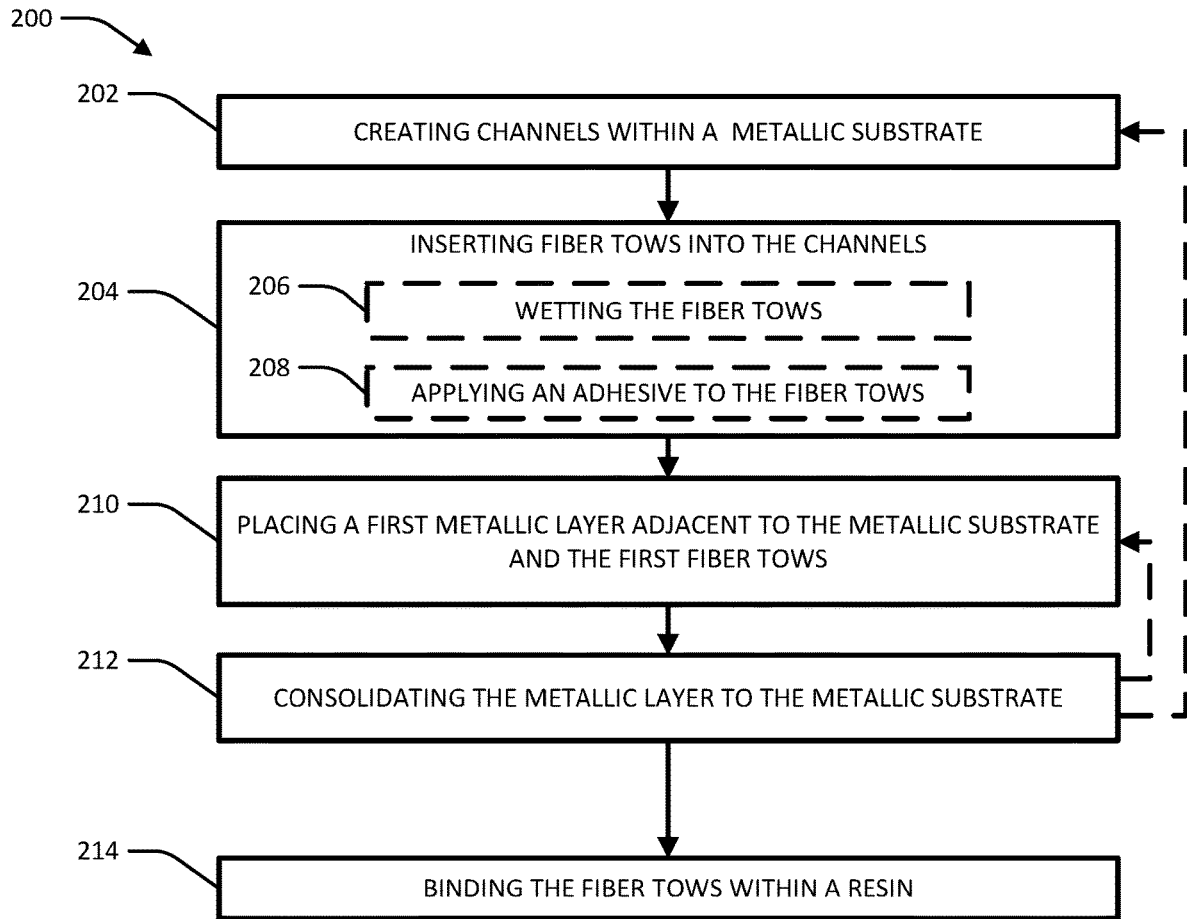 200
202
CREATING CHANNELS WITHIN A METALLIC SUBSTRATE
204
INSERTING FIBER TOWS INTO THE CHANNELS
206
WETTING THE FIBER TOWS
208
APPLYING AN ADHESIVE TO THE FIBER TOWS
210
PLACING A FIRST METALLIC LAYER ADJACENT TO THE METALLIC SUBSTRATE
AND THE FIRST FIBER TOWS
212
CONSOLIDATING THE METALLIC LAYER TO THE METALLIC SUBSTRATE
214
BINDING THE FIBER TOWS WITHIN A RESIN